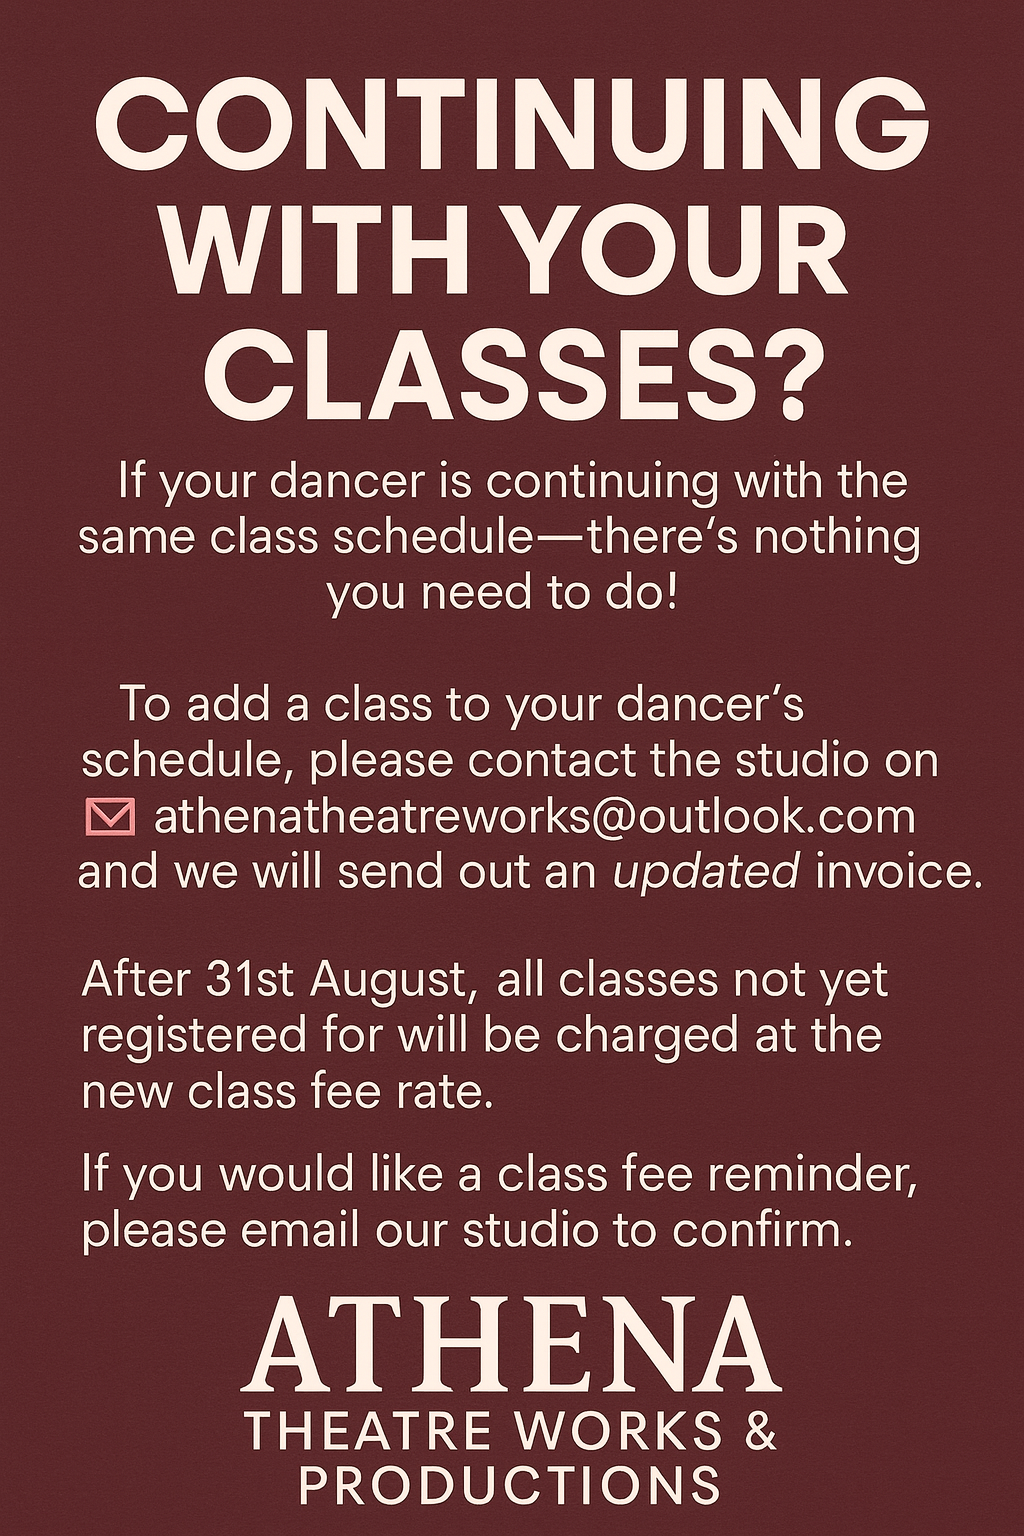 CONTINUING
WITH YOUR
CLASSES?
If your dancer is continuing with the
same class schedule—there’s nothing
you need to do!
To add a class to your dancer’s
schedule, please contact the studio on
athenatheatreworks@outlook.com
and we will send out an updated invoice.
After 31st August, all classes not yet
registered for will be charged at the
new class fee rate.
If you would like a class fee reminder,
please email our studio to confirm.
ATHENA
THEATRE WORKS &
PRODUCTIONS